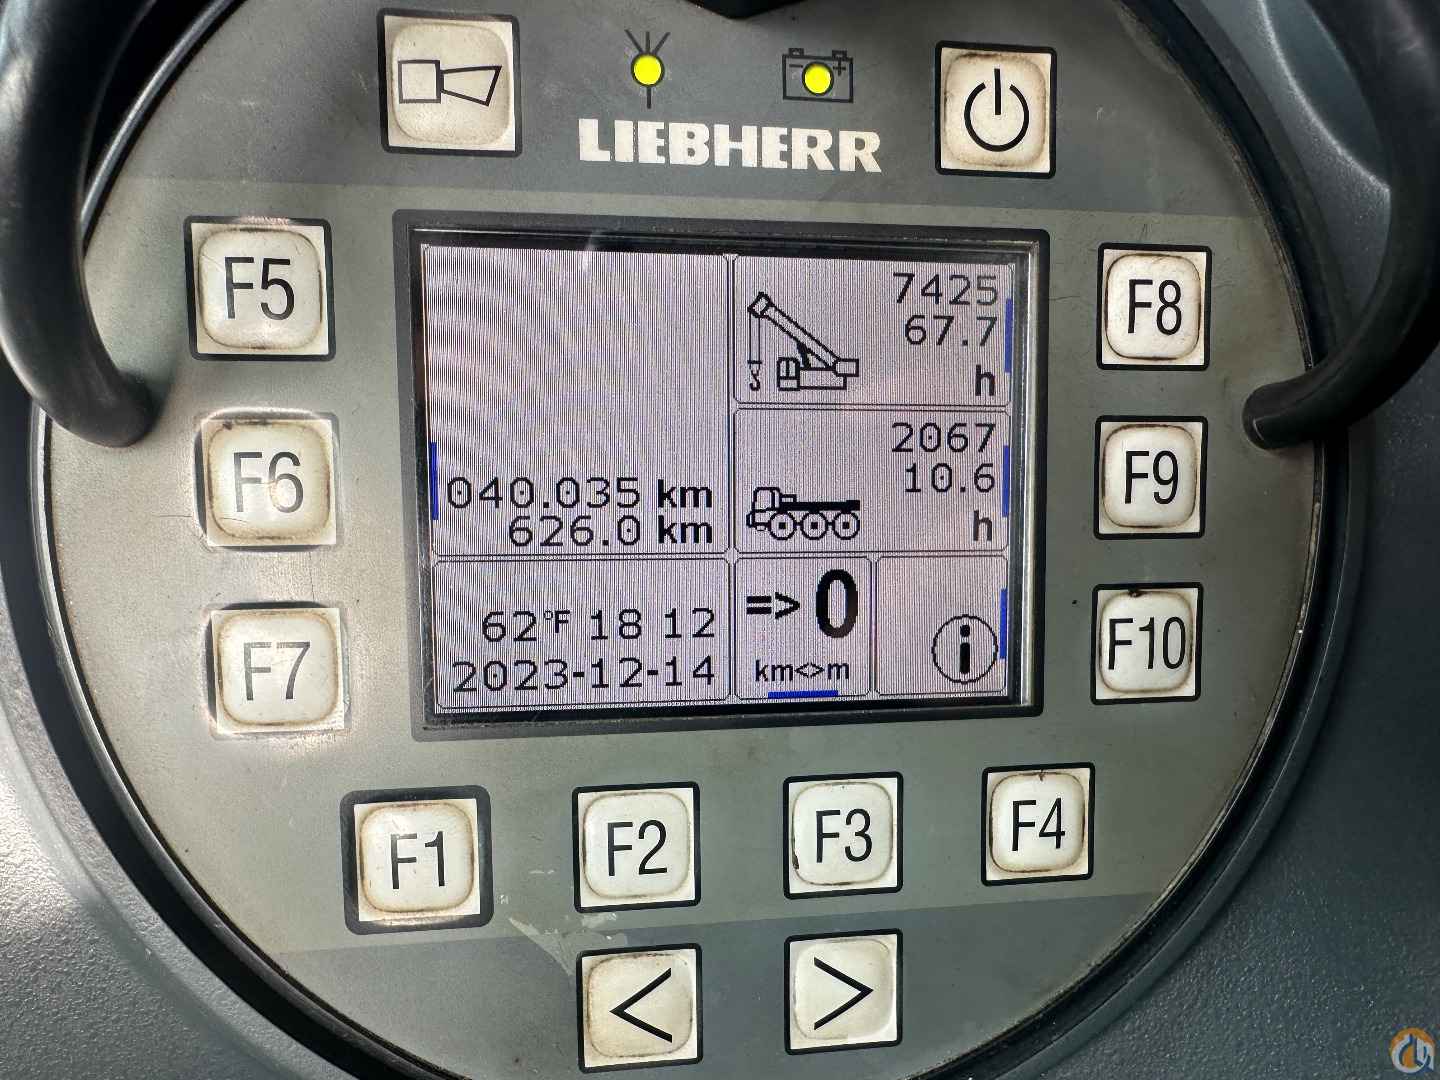 LIEBHERR
F5
F6
F7
F8
F9
F10
7425
67.7
h
2067
10.6
h
040.035 km
626.0 km
62°F 18 12
2023-12-14
=> 0
km<>m
i
F1
F2
F3
F4
<
>